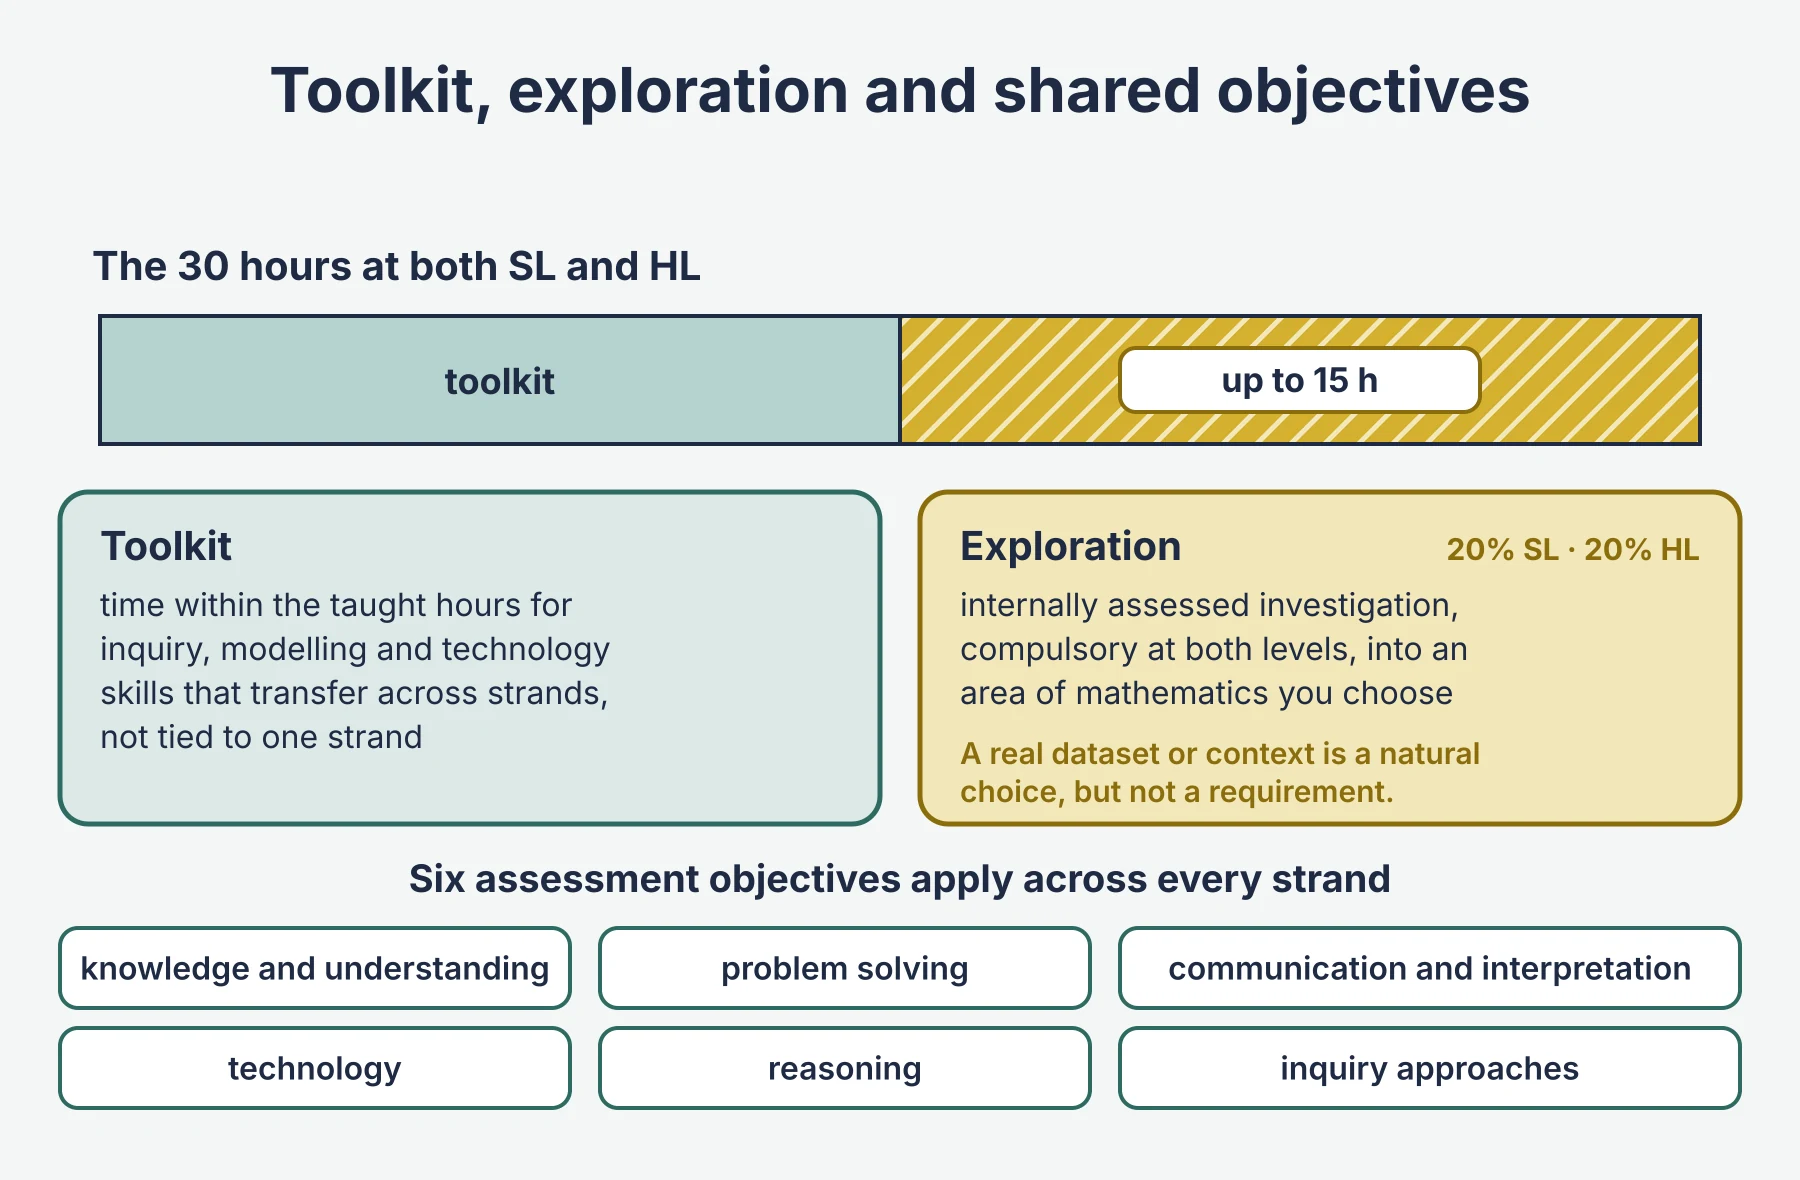 Toolkit, exploration and shared objectives
The 30 hours at both SL and HL
toolkit
up to 15 h
Toolkit
time within the taught hours for
inquiry, modelling and technology
skills that transfer across strands,
not tied to one strand
Exploration
20% SL · 20% HL
internally assessed investigation,
compulsory at both levels, into an
area of mathematics you choose
A real dataset or context is a natural
choice, but not a requirement.
Six assessment objectives apply across every strand
knowledge and understanding
problem solving
communication and interpretation
technology
reasoning
inquiry approaches